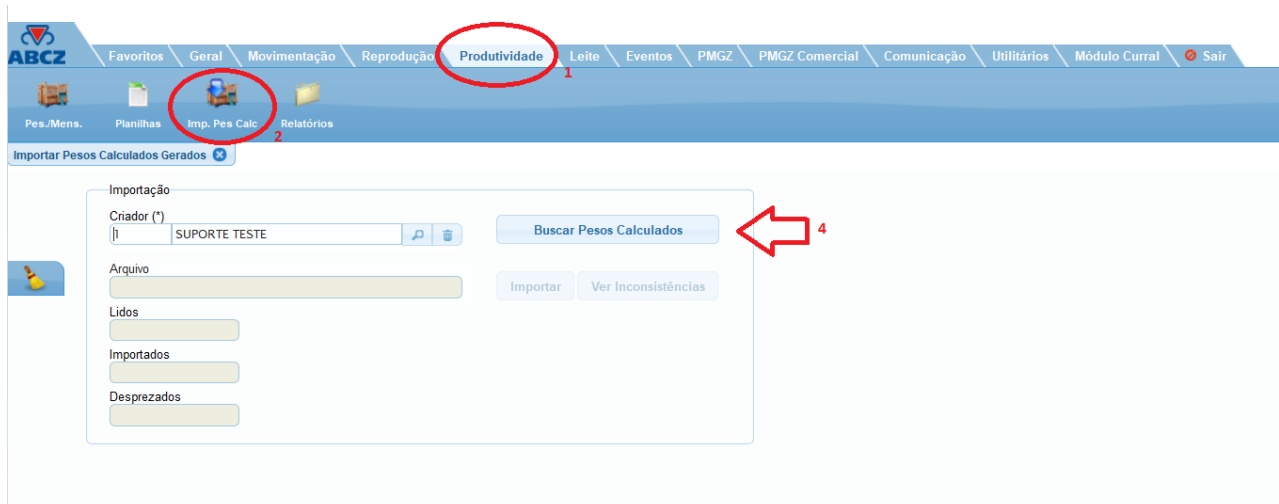 ABCZ
Favoritos Geral Movimentação Reprodução Produtividade Leite Eventos PMGZ PMGZ Comercial Comunicação Utilitários Módulo Curral Sair
1
Pes./Mens. Planilhas Imp. Pes Calc Relatórios
2
Importar Pesos Calculados Gerados
Importação
Criador (*)
1 SUPORTE TESTE
Buscar Pesos Calculados
4
Arquivo
Importar Ver Inconsistências
Lidos
Importados
Desprezados